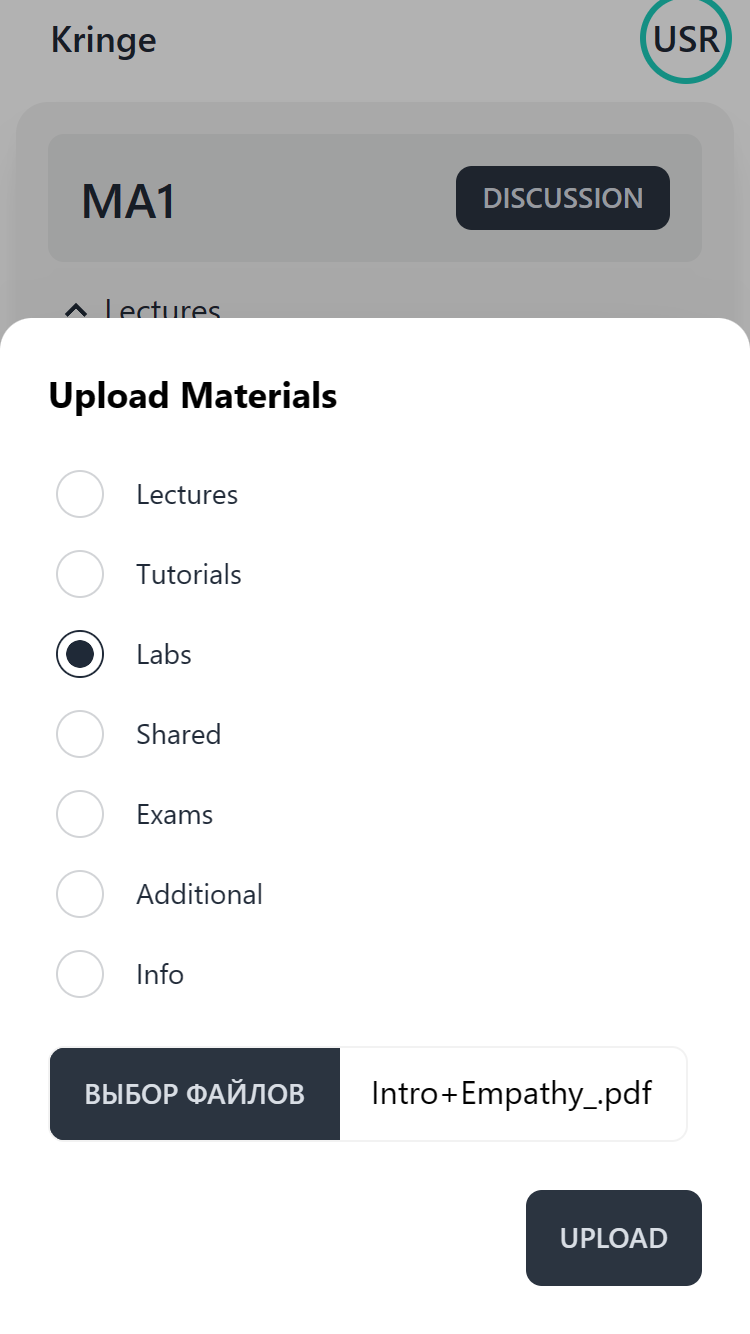 Kringe
USR
MA1
DISCUSSION
Lectures
Upload Materials
Lectures
Tutorials
Labs
Shared
Exams
Additional
Info
ВЫБОР ФАЙЛОВ
Intro+Empathy_.pdf
UPLOAD